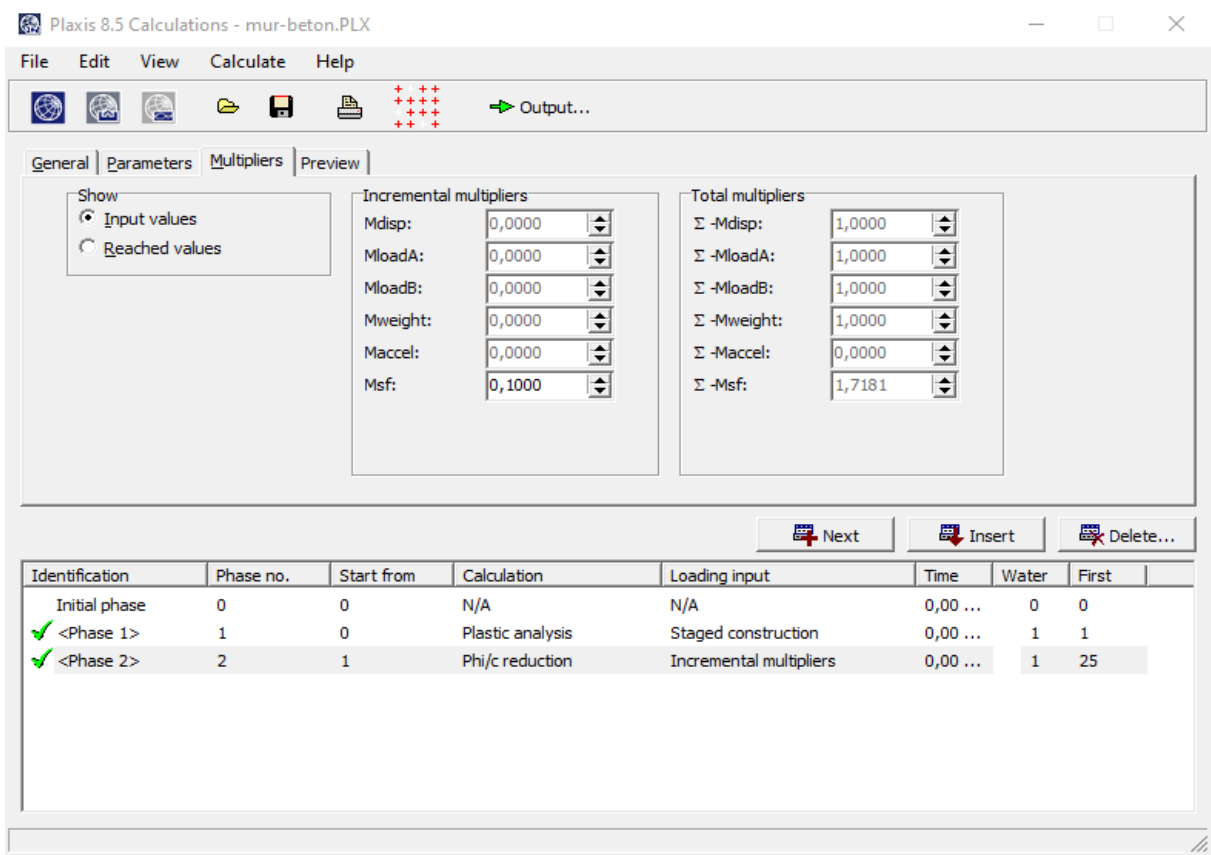 Plaxis 8.5 Calculations - mur-beton.PLX
File Edit View Calculate Help
Output...
General Parameters Multipliers Preview
Show
Input values
Reached values
Incremental multipliers
Mdisp: 0,0000
MloadA: 0,0000
MloadB: 0,0000
Mweight: 0,0000
Maccel: 0,0000
Msf: 0,1000
Total multipliers
Σ -Mdisp: 1,0000
Σ -MloadA: 1,0000
Σ -MloadB: 1,0000
Σ -Mweight: 1,0000
Σ -Maccel: 0,0000
Σ -Msf: 1,7181
Next Insert Delete...
Identification Phase no. Start from Calculation Loading input Time Water First
Initial phase 0 0 N/A N/A 0,00 ... 0 0
<Phase 1> 1 0 Plastic analysis Staged construction 0,00 ... 1 1
<Phase 2> 2 1 Phi/c reduction Incremental multipliers 0,00 ... 1 25